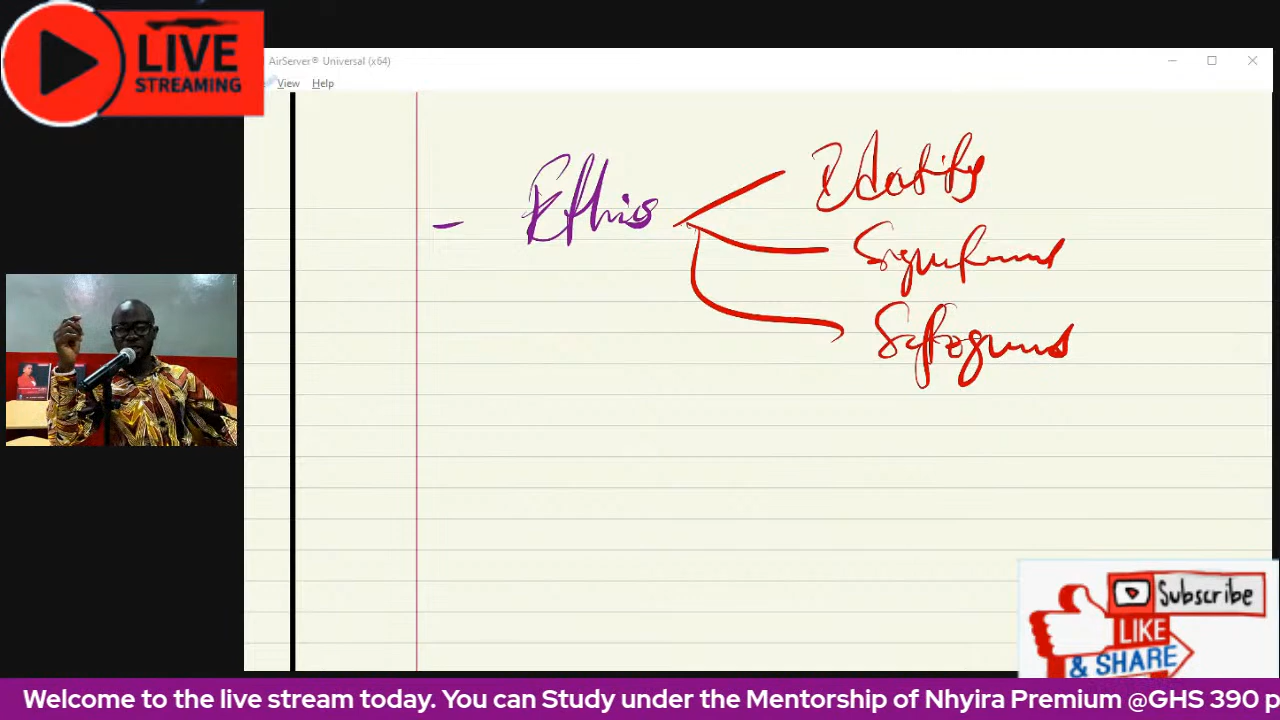 LIVE
STREAMING
AirServer® Universal (x64)
View Help
- Ethics
Identify
Significance
Safeguards
Subscribe
LIKE
& SHARE
Welcome to the live stream today. You can Study under the Mentorship of Nhyira Premium @GHS 390 p